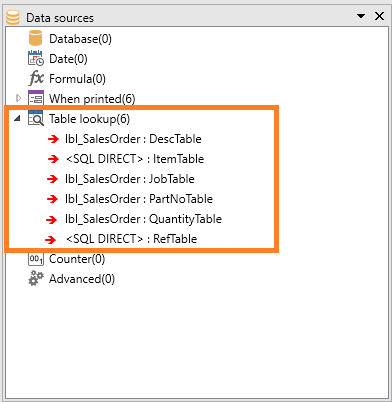 Data sources
Database(0)
Date(0)
Formula(0)
When printed(6)
Table lookup(6)
lbl_SalesOrder : DescTable
<SQL DIRECT> : ItemTable
lbl_SalesOrder : JobTable
lbl_SalesOrder : PartNoTable
lbl_SalesOrder : QuantityTable
<SQL DIRECT> : RefTable
Counter(0)
Advanced(0)